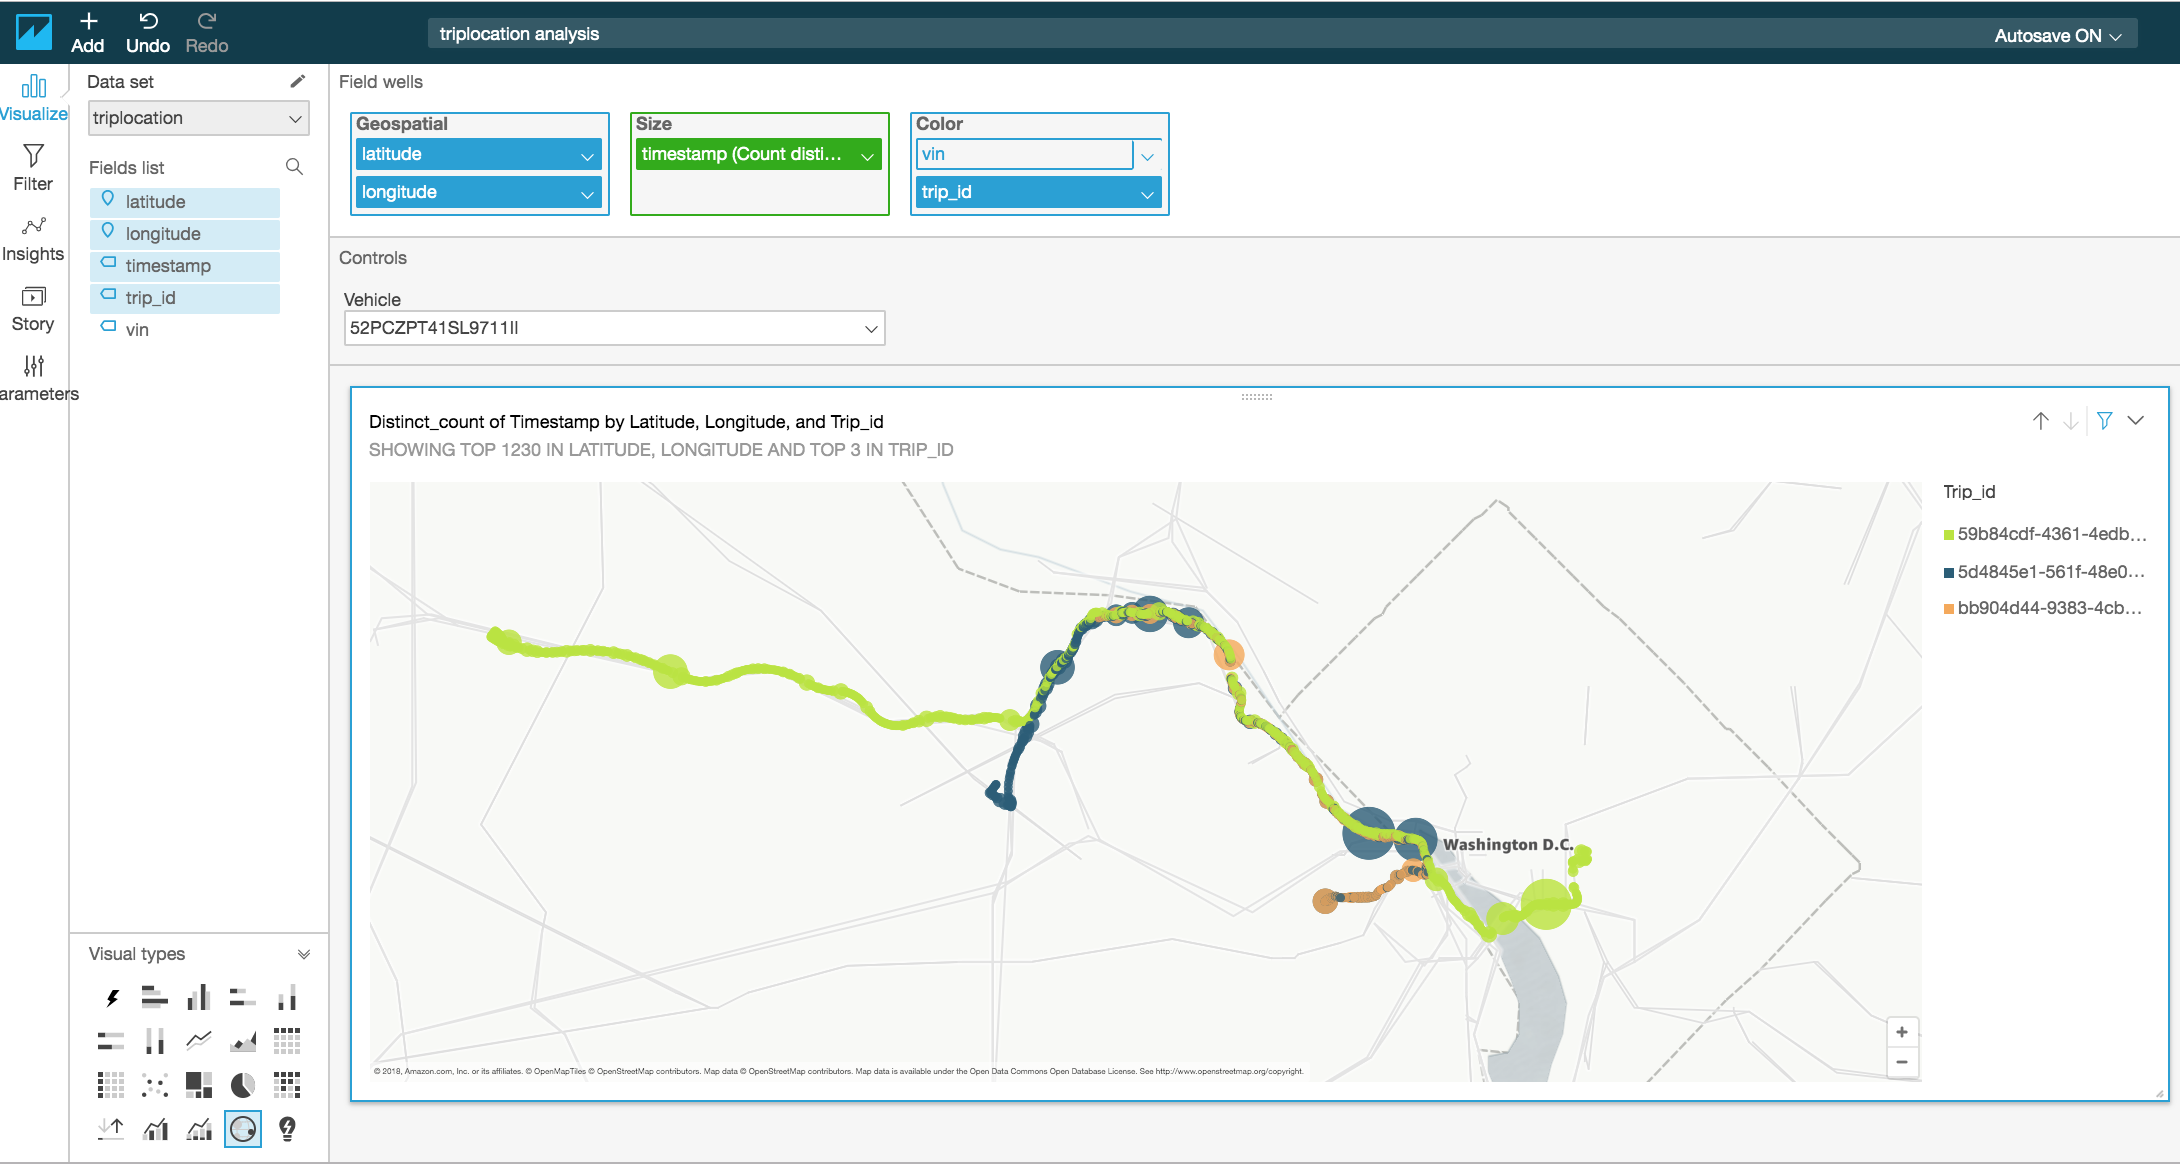 Add
Undo
Redo
triplocation analysis
Autosave ON
Visualize
Filter
Insights
Story
arameters
Data set
triplocation
Fields list
latitude
longitude
timestamp
trip_id
vin
Field wells
Geospatial
latitude
longitude
Size
timestamp (Count disti...
Color
vin
trip_id
Controls
Vehicle
52PCZPT41SL9711II
Distinct_count of Timestamp by Latitude, Longitude, and Trip_id
SHOWING TOP 1230 IN LATITUDE, LONGITUDE AND TOP 3 IN TRIP_ID
Washington D.C.
Trip_id
59b84cdf-4361-4edb...
5d4845e1-561f-48e0...
bb904d44-9383-4cb...
© 2018, Amazon.com, Inc. or its affiliates. © OpenMapTiles © OpenStreetMap contributors. Map data © OpenStreetMap contributors. Map data is available under the Open Data Commons Open Database License. See http://www.openstreetmap.org/copyright.
Visual types